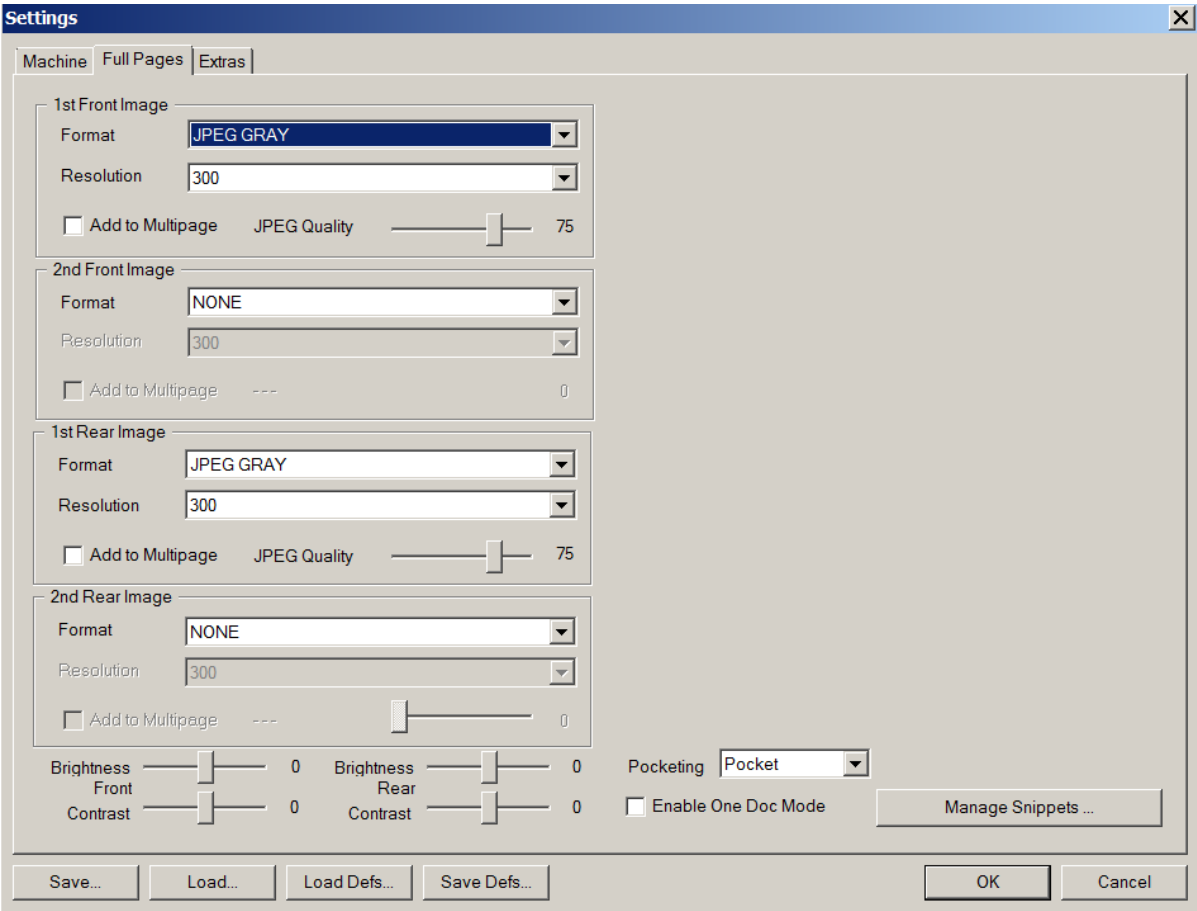 Settings
Machine Full Pages Extras
1st Front Image
Format JPEG GRAY
Resolution 300
Add to Multipage JPEG Quality 75
2nd Front Image
Format NONE
Resolution 300
Add to Multipage --- 0
1st Rear Image
Format JPEG GRAY
Resolution 300
Add to Multipage JPEG Quality 75
2nd Rear Image
Format NONE
Resolution 300
Add to Multipage --- 0
Brightness 0 Brightness 0 Pocketing Pocket
Front Rear
Contrast 0 Contrast 0 Enable One Doc Mode Manage Snippets ...
Save... Load... Load Defs... Save Defs... OK Cancel